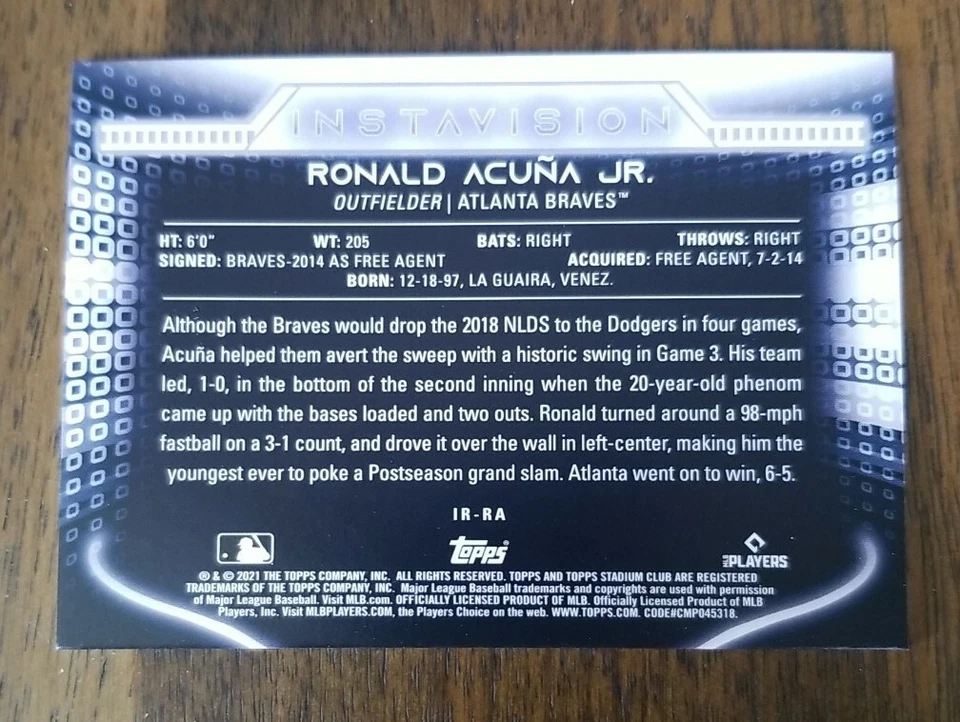 INSTAVISION
RONALD ACUÑA JR.
OUTFIELDER | ATLANTA BRAVES™
HT: 6'0" WT: 205 BATS: RIGHT THROWS: RIGHT
SIGNED: BRAVES-2014 AS FREE AGENT ACQUIRED: FREE AGENT, 7-2-14
BORN: 12-18-97, LA GUAIRA, VENEZ.
Although the Braves would drop the 2018 NLDS to the Dodgers in four games,
Acuña helped them avert the sweep with a historic swing in Game 3. His team
led, 1-0, in the bottom of the second inning when the 20-year-old phenom
came up with the bases loaded and two outs. Ronald turned around a 98-mph
fastball on a 3-1 count, and drove it over the wall in left-center, making him the
youngest ever to poke a Postseason grand slam. Atlanta went on to win, 6-5.
IR-RA
topps®
MLB PLAYERS
® & © 2021 THE TOPPS COMPANY, INC. ALL RIGHTS RESERVED. TOPPS AND TOPPS STADIUM CLUB ARE REGISTERED
TRADEMARKS OF THE TOPPS COMPANY, INC. Major League Baseball trademarks and copyrights are used with permission
of Major League Baseball. Visit MLB.com. OFFICIALLY LICENSED PRODUCT OF MLB. Officially Licensed Product of MLB
Players, Inc. Visit MLBPLAYERS.COM, the Players Choice on the web. WWW.TOPPS.COM. CODE#CMP045318.